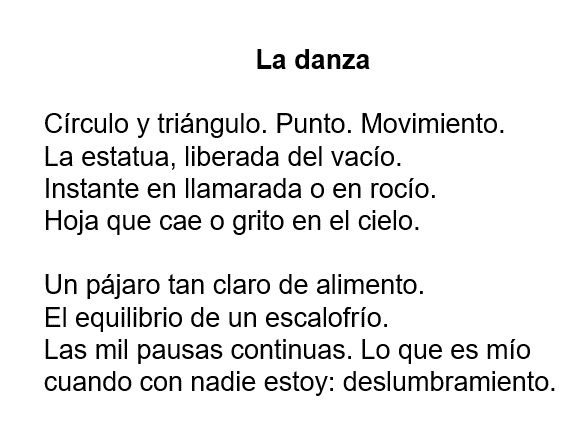 La danza
Círculo y triángulo. Punto. Movimiento.
La estatua, liberada del vacío.
Instante en llamarada o en rocío.
Hoja que cae o grito en el cielo.
Un pájaro tan claro de alimento.
El equilibrio de un escalofrío.
Las mil pausas continuas. Lo que es mío
cuando con nadie estoy: deslumbramiento.